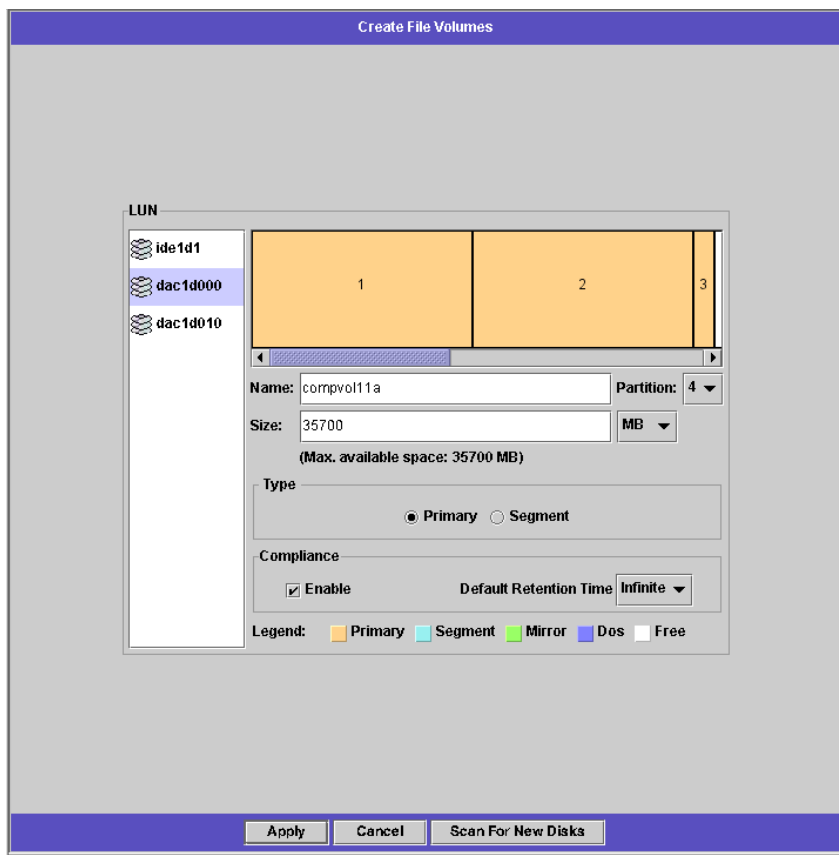 Create File Volumes
LUN
ide1d1
dac1d000
dac1d010
1 2 3
Name: compvol11a Partition: 4
Size: 35700 MB
(Max. available space: 35700 MB)
Type
Primary Segment
Compliance
Enable Default Retention Time Infinite
Legend: Primary Segment Mirror Dos Free
Apply Cancel Scan For New Disks